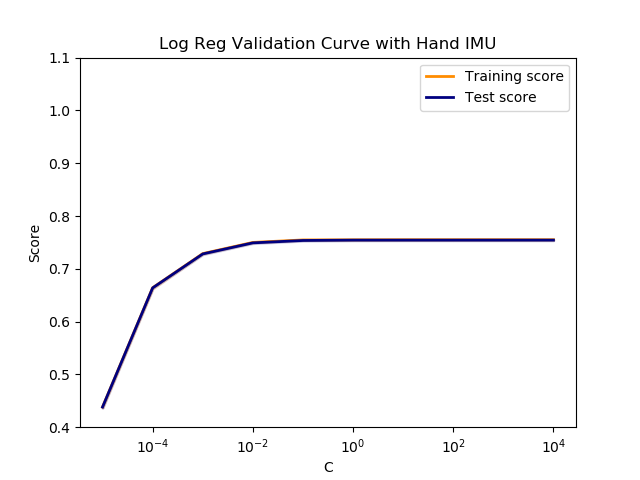 Log Reg Validation Curve with Hand IMU
Training score
Test score
1.1
1.0
0.9
0.8
0.7
0.6
0.5
0.4
Score
10⁻⁴
10⁻²
10⁰
10²
10⁴
C